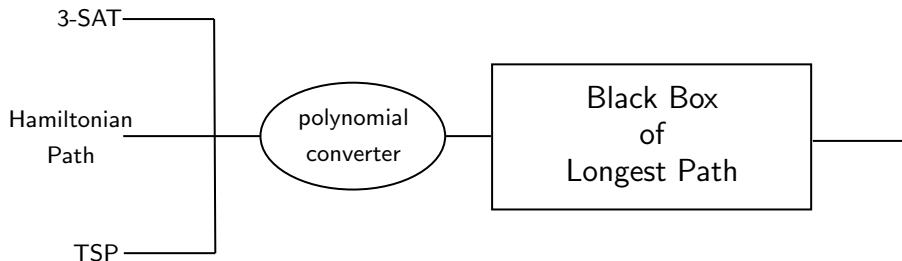 3-SAT
Hamiltonian
Path
TSP
polynomial
converter
Black Box
of
Longest Path